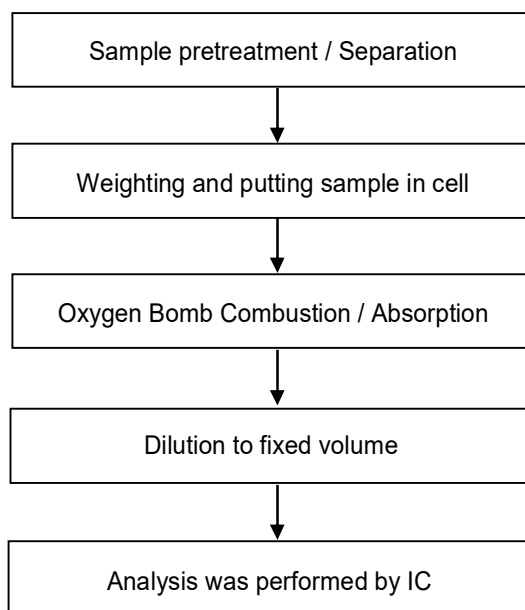 Sample pretreatment / Separation
Weighting and putting sample in cell
Oxygen Bomb Combustion / Absorption
Dilution to fixed volume
Analysis was performed by IC